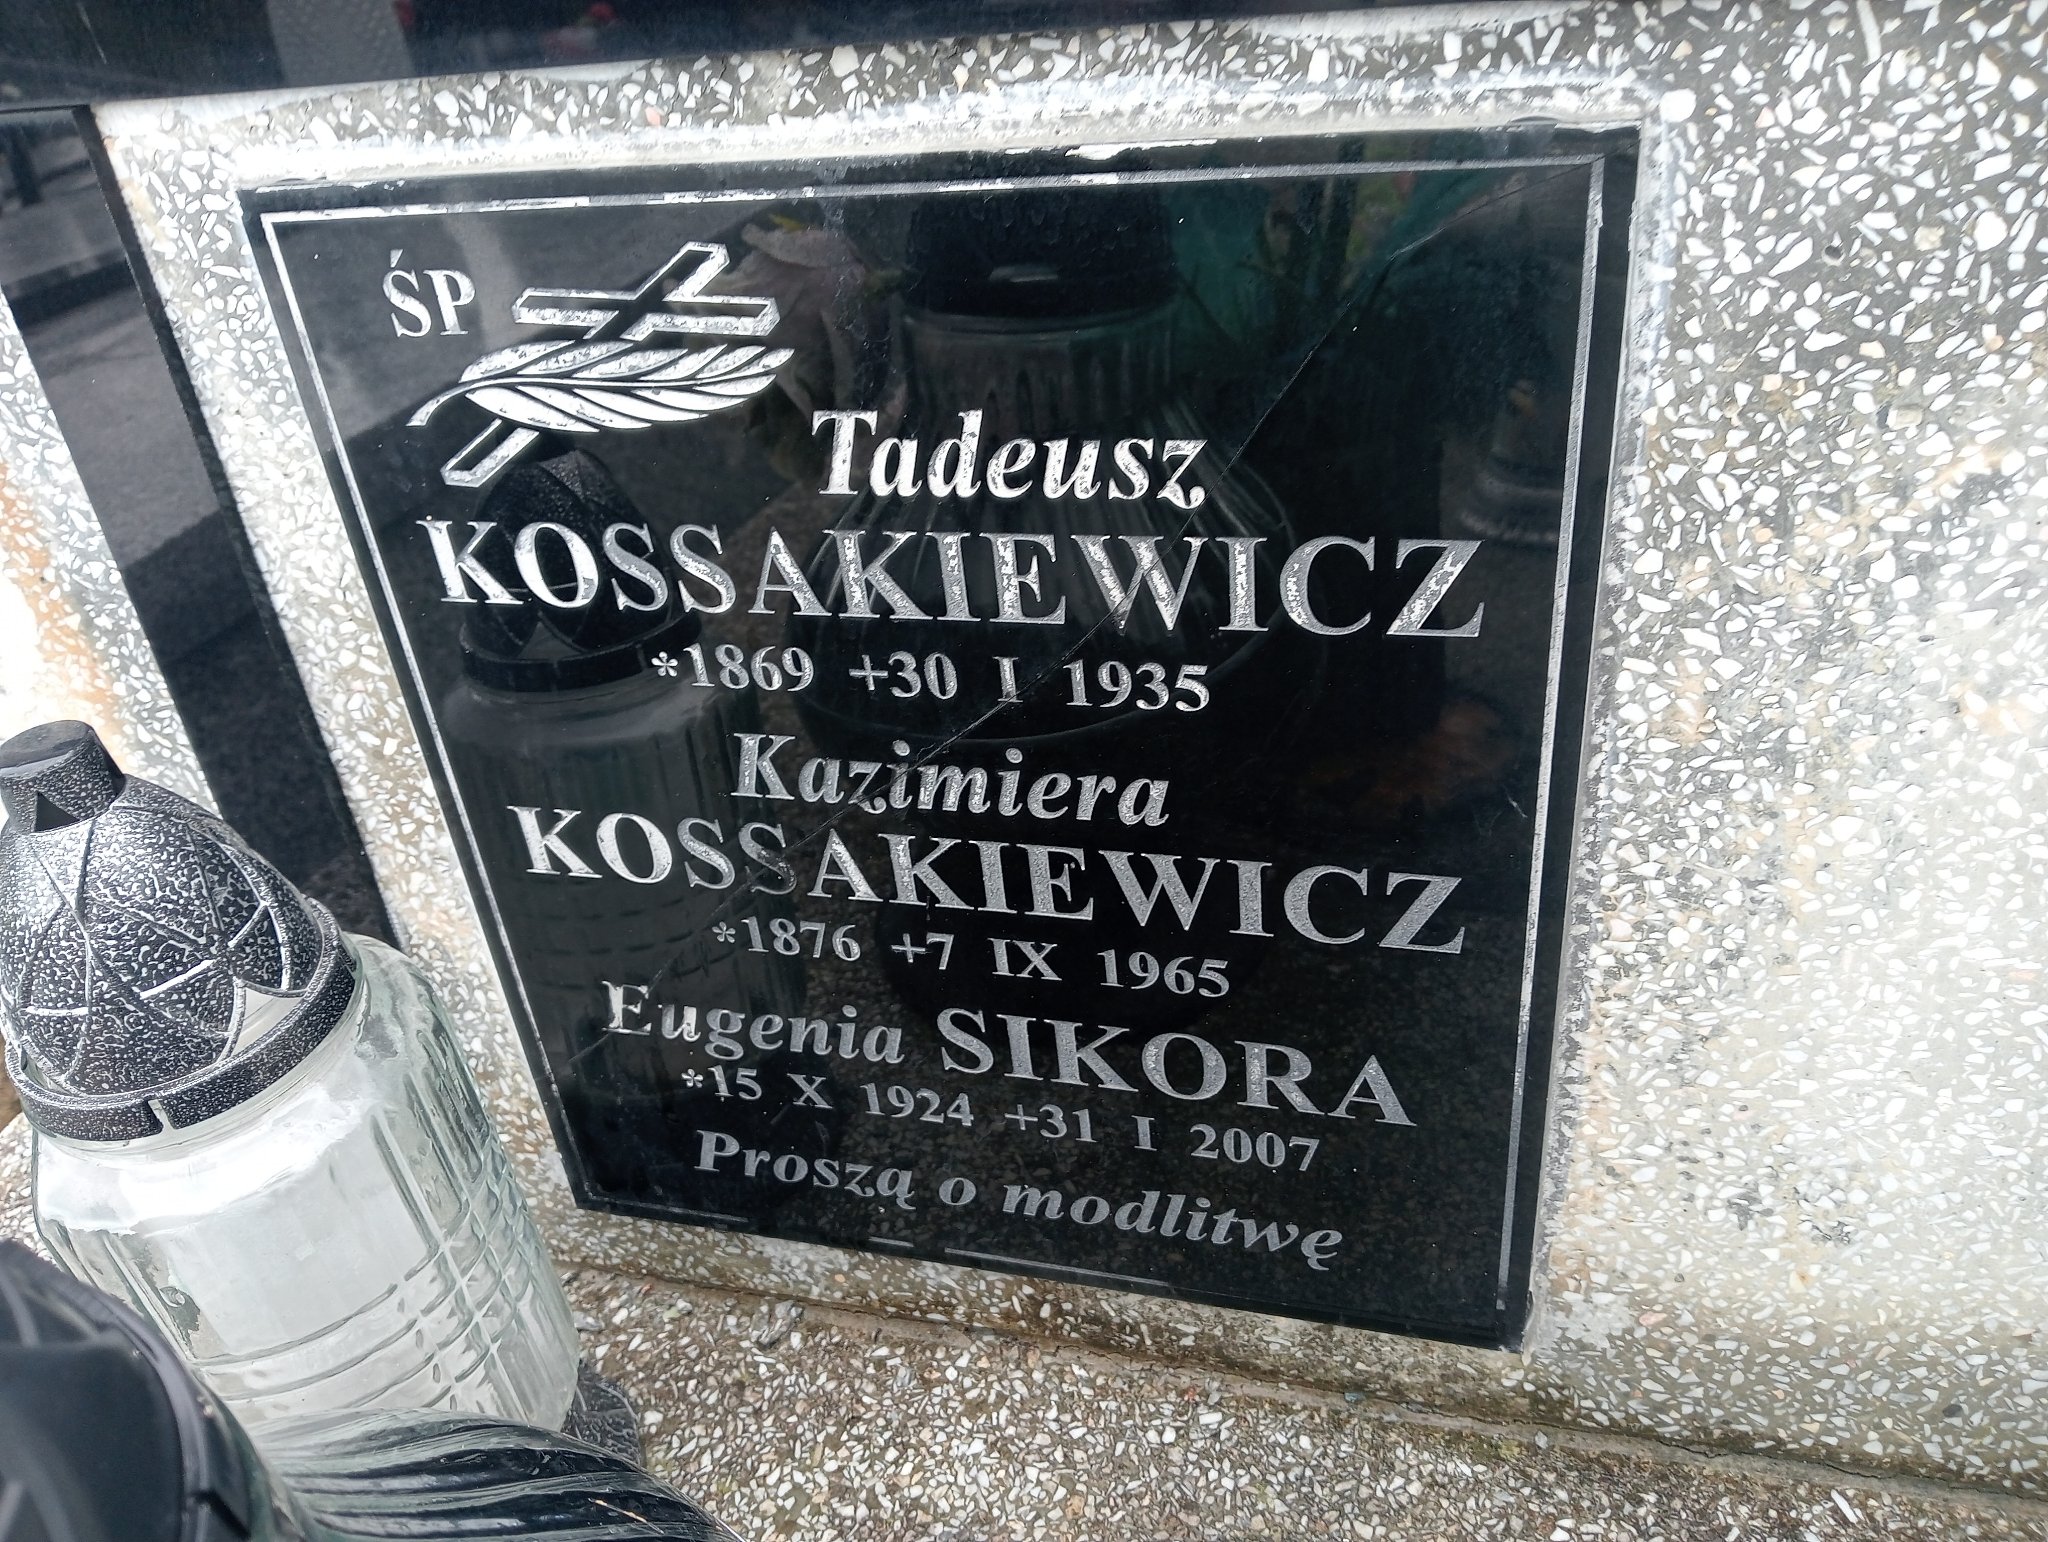 ŚP
Tadeusz
KOSSAKIEWICZ
*1869 +30 I 1935
Kazimiera
KOSSAKIEWICZ
*1876 +7 IX 1965
Eugenia SIKORA
*15 X 1924 +31 I 2007
Proszą o modlitwę